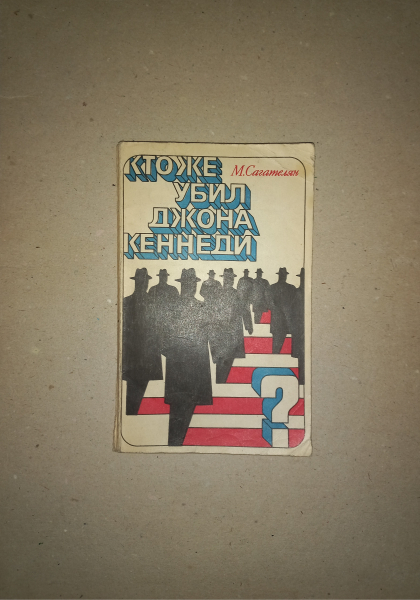 М. Сагателян
КТО ЖЕ
УБИЛ
ДЖОНА
КЕННЕДИ
?